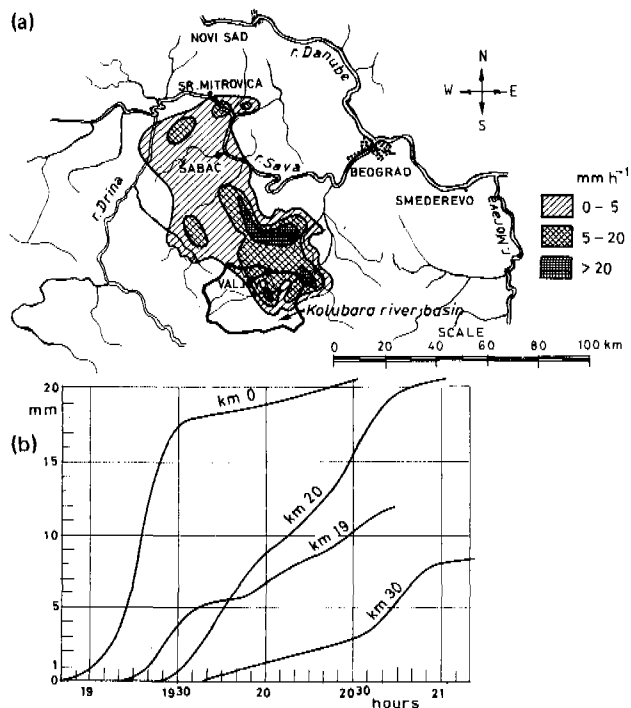 (a)
NOVI SAD
r. Danube
SR. MITROVICA
N
W E
S
ŠABAC
r. Sava
BEOGRAD
r. Drina
SMEDEREVO
r. Morava
mm h⁻¹
0 – 5
5 – 20
> 20
VALJ
Kolubara river basin
SCALE
0 20 40 60 80 100 km
(b)
mm
20
15
10
5
1
0
km 0
km 20
km 19
km 30
19 19³⁰ 20 20³⁰ 21
hours